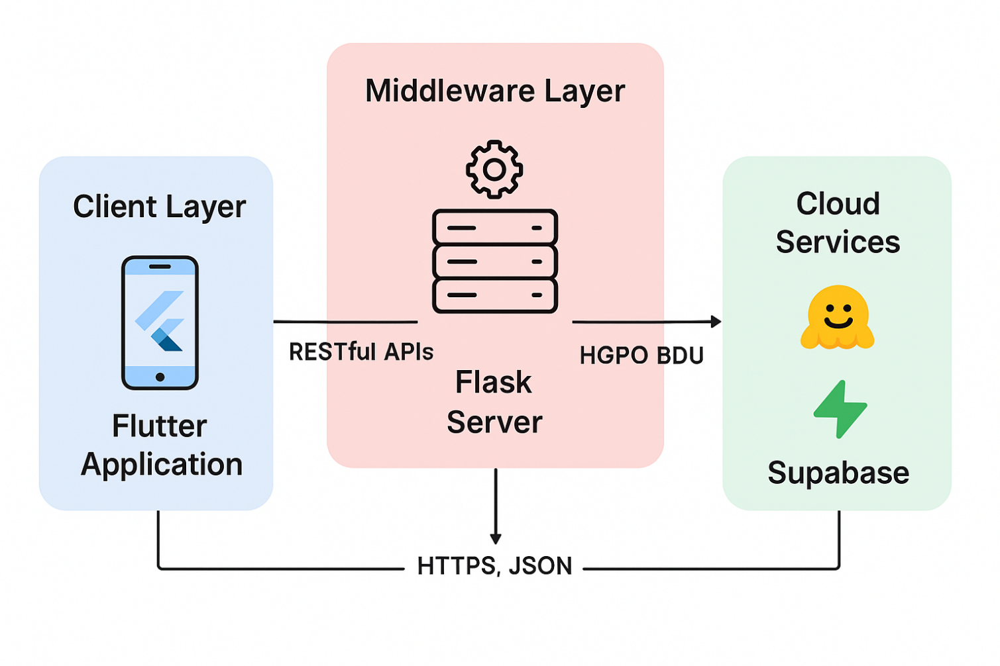 Middleware Layer
Client Layer
Flutter
Application
RESTful APIs
Flask
Server
HGPO BDU
Cloud
Services
Supabase
HTTPS, JSON